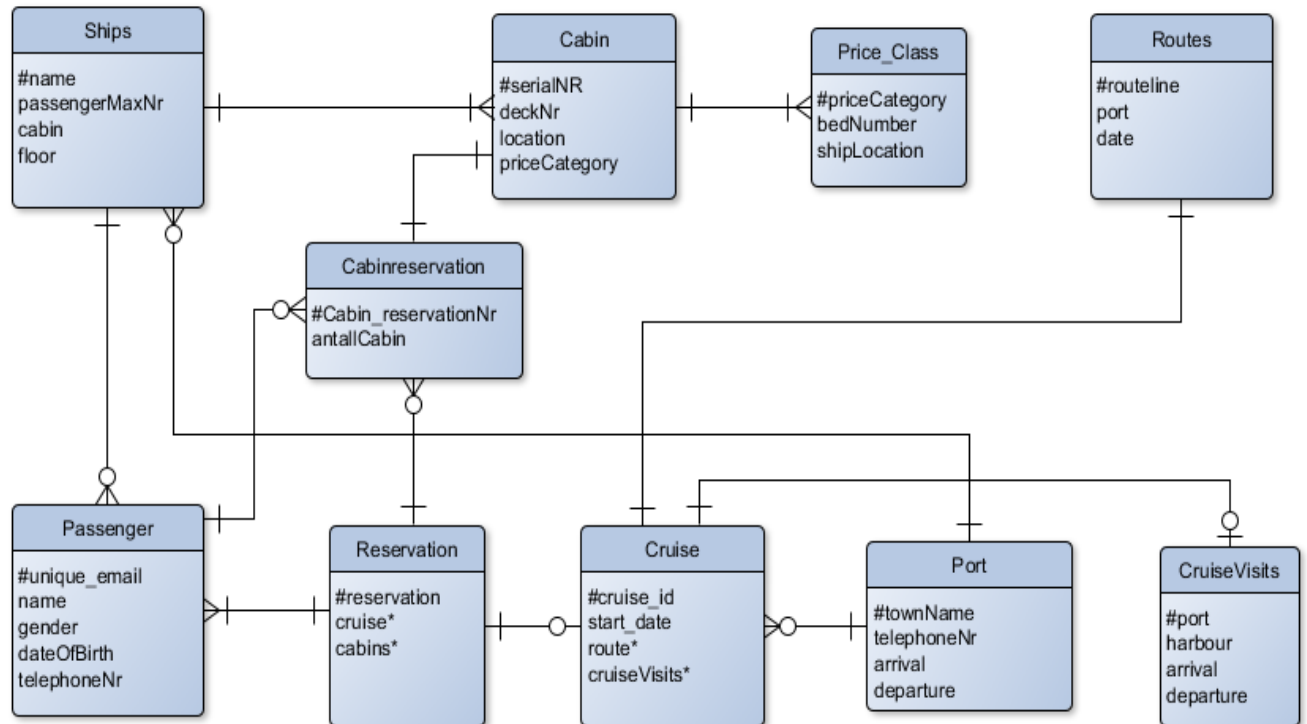 Ships
#name
passengerMaxNr
cabin
floor
Cabin
#serialNR
deckNr
location
priceCategory
Price_Class
#priceCategory
bedNumber
shipLocation
Routes
#routeline
port
date
Cabinreservation
#Cabin_reservationNr
antallCabin
Passenger
#unique_email
name
gender
dateOfBirth
telephoneNr
Reservation
#reservation
cruise*
cabins*
Cruise
#cruise_id
start_date
route*
cruiseVisits*
Port
#townName
telephoneNr
arrival
departure
CruiseVisits
#port
harbour
arrival
departure